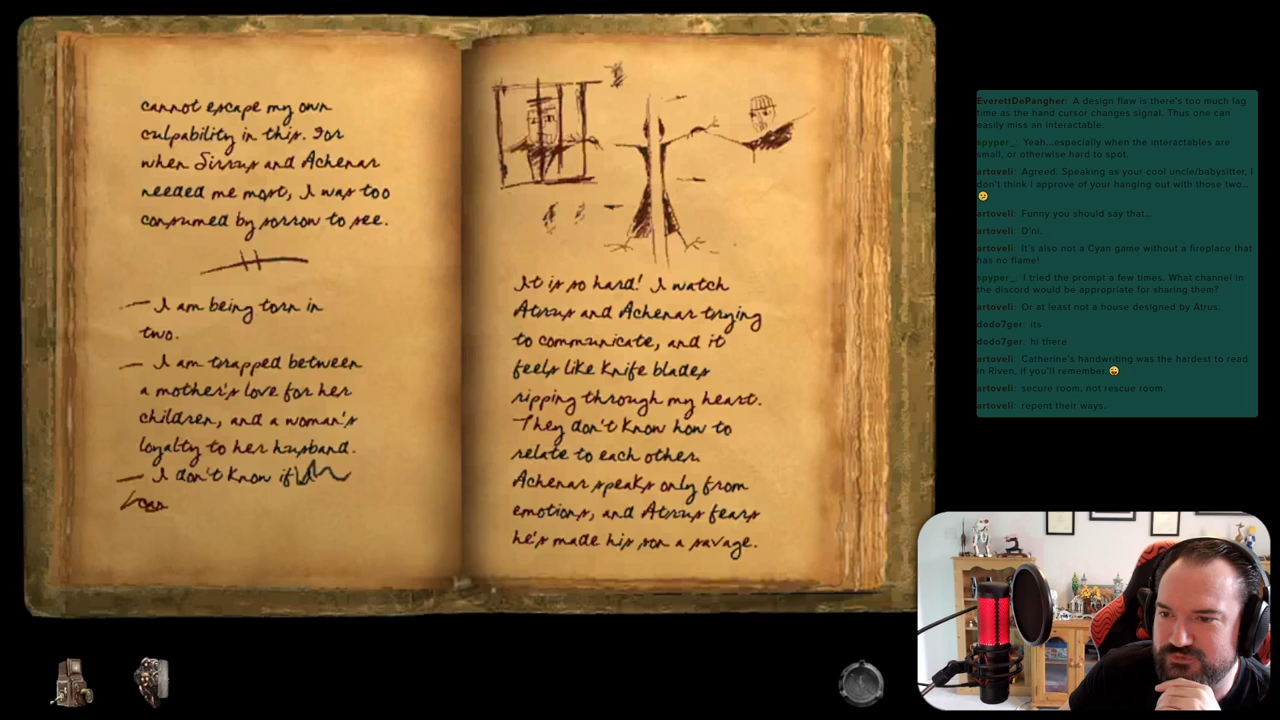 cannot escape my own
culpability in this. For
when Sirrus and Achenar
needed me most, I was too
consumed by sorrow to see.
— I am being torn in
two.
— I am trapped between
a mother's love for her
children, and a woman's
loyalty to her husband.
— I don't know if
It is so hard! I watch
Atrus and Achenar trying
to communicate, and it
feels like knife blades
ripping through my heart.
They don't know how to
relate to each other.
Achenar speaks only from
emotions, and Atrus fears
he's made his son a savage.
EverettDePangher: A design flaw is there's too much lag
time as the hand cursor changes signal. Thus one can
easily miss an interactable.
spyper_: Yeah...especially when the interactables are
small, or otherwise hard to spot.
artoveli: Agreed. Speaking as your cool uncle/babysitter, I
don't think I approve of your hanging out with those two...
artoveli: Funny you should say that...
artoveli: D'ni.
artoveli: It's also not a Cyan game without a fireplace that
has no flame!
spyper_: I tried the prompt a few times. What channel in
the discord would be appropriate for sharing them?
artoveli: Or at least not a house designed by Atrus.
dodo7ger: its
dodo7ger: hi there
artoveli: Catherine's handwriting was the hardest to read
in Riven, if you'll remember.
artoveli: secure room, not rescue room.
artoveli: repent their ways.